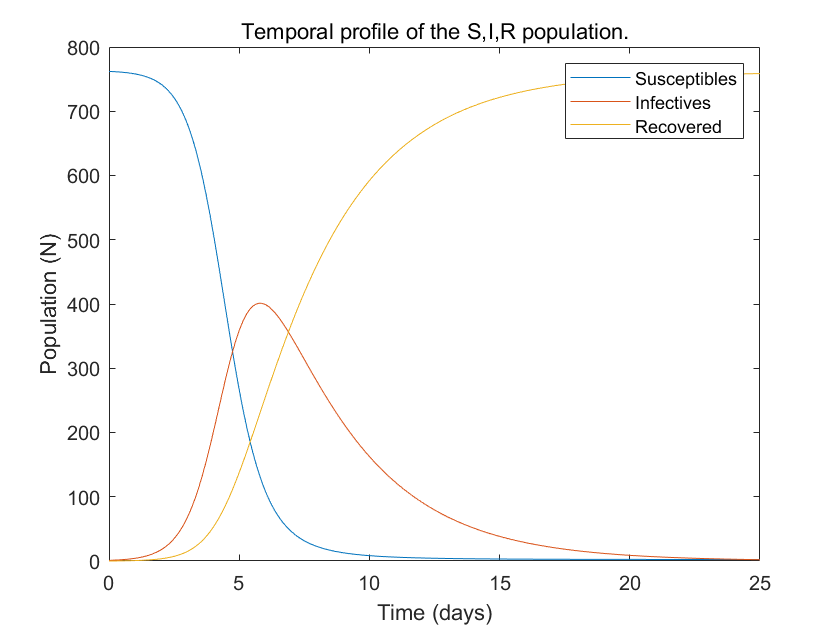 Temporal profile of the S,I,R population.
800
700
600
500
400
300
200
100
0
Population (N)
Susceptibles
Infectives
Recovered
0 5 10 15 20 25
Time (days)